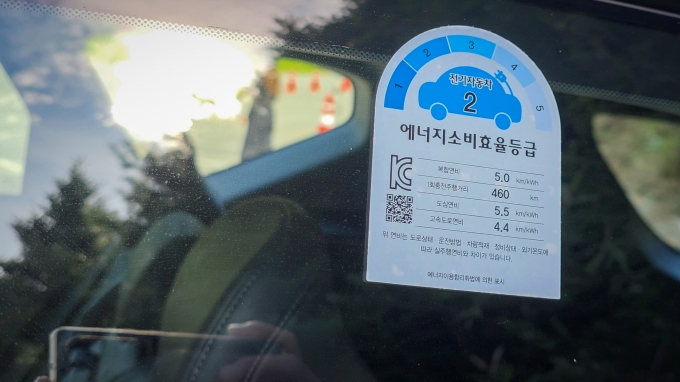 1 2 3 4 5
전기자동차
2
에너지소비효율등급
복합연비 5.0 km/kWh
1회충전주행거리 460 km
도심연비 5.5 km/kWh
고속도로연비 4.4 km/kWh
위 연비는 도로상태·운전방법·차량적재·정비상태·외기온도에
따라 실주행연비와 차이가 있습니다.
에너지이용합리화법에 의한 표시